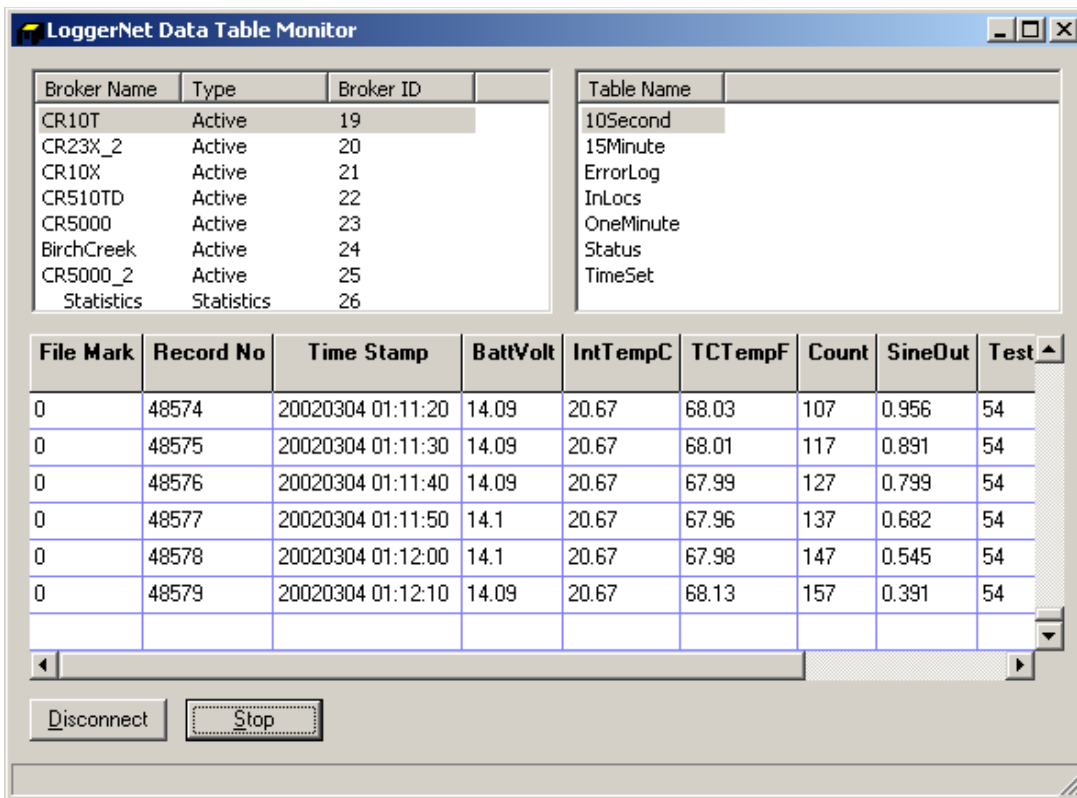 LoggerNet Data Table Monitor
Broker Name Type Broker ID
CR10T Active 19
CR23X_2 Active 20
CR10X Active 21
CR510TD Active 22
CR5000 Active 23
BirchCreek Active 24
CR5000_2 Active 25
Statistics Statistics 26
Table Name
10Second
15Minute
ErrorLog
InLocs
OneMinute
Status
TimeSet
File Mark Record No Time Stamp BattVolt IntTempC TCTempF Count SineOut Test
0 48574 20020304 01:11:20 14.09 20.67 68.03 107 0.956 54
0 48575 20020304 01:11:30 14.09 20.67 68.01 117 0.891 54
0 48576 20020304 01:11:40 14.09 20.67 67.99 127 0.799 54
0 48577 20020304 01:11:50 14.1 20.67 67.96 137 0.682 54
0 48578 20020304 01:12:00 14.1 20.67 67.98 147 0.545 54
0 48579 20020304 01:12:10 14.09 20.67 68.13 157 0.391 54
Disconnect Stop